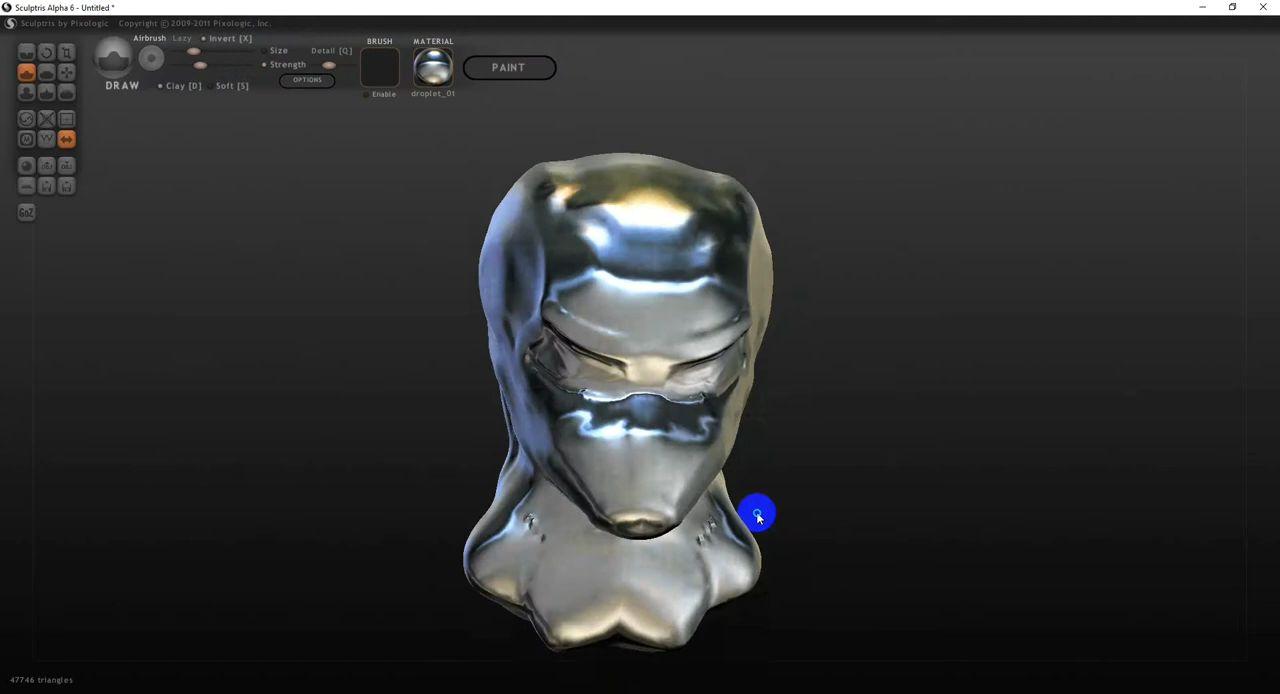 Sculptris Alpha 6 - Untitled *
Sculptris by Pixologic Copyright © 2009-2011 Pixologic, Inc.
Airbrush Lazy Invert [X]
Size Detail [Q]
Strength
OPTIONS
DRAW Clay [D] Soft [S]
BRUSH
Enable
MATERIAL
droplet_01
PAINT
GoZ
47746 triangles